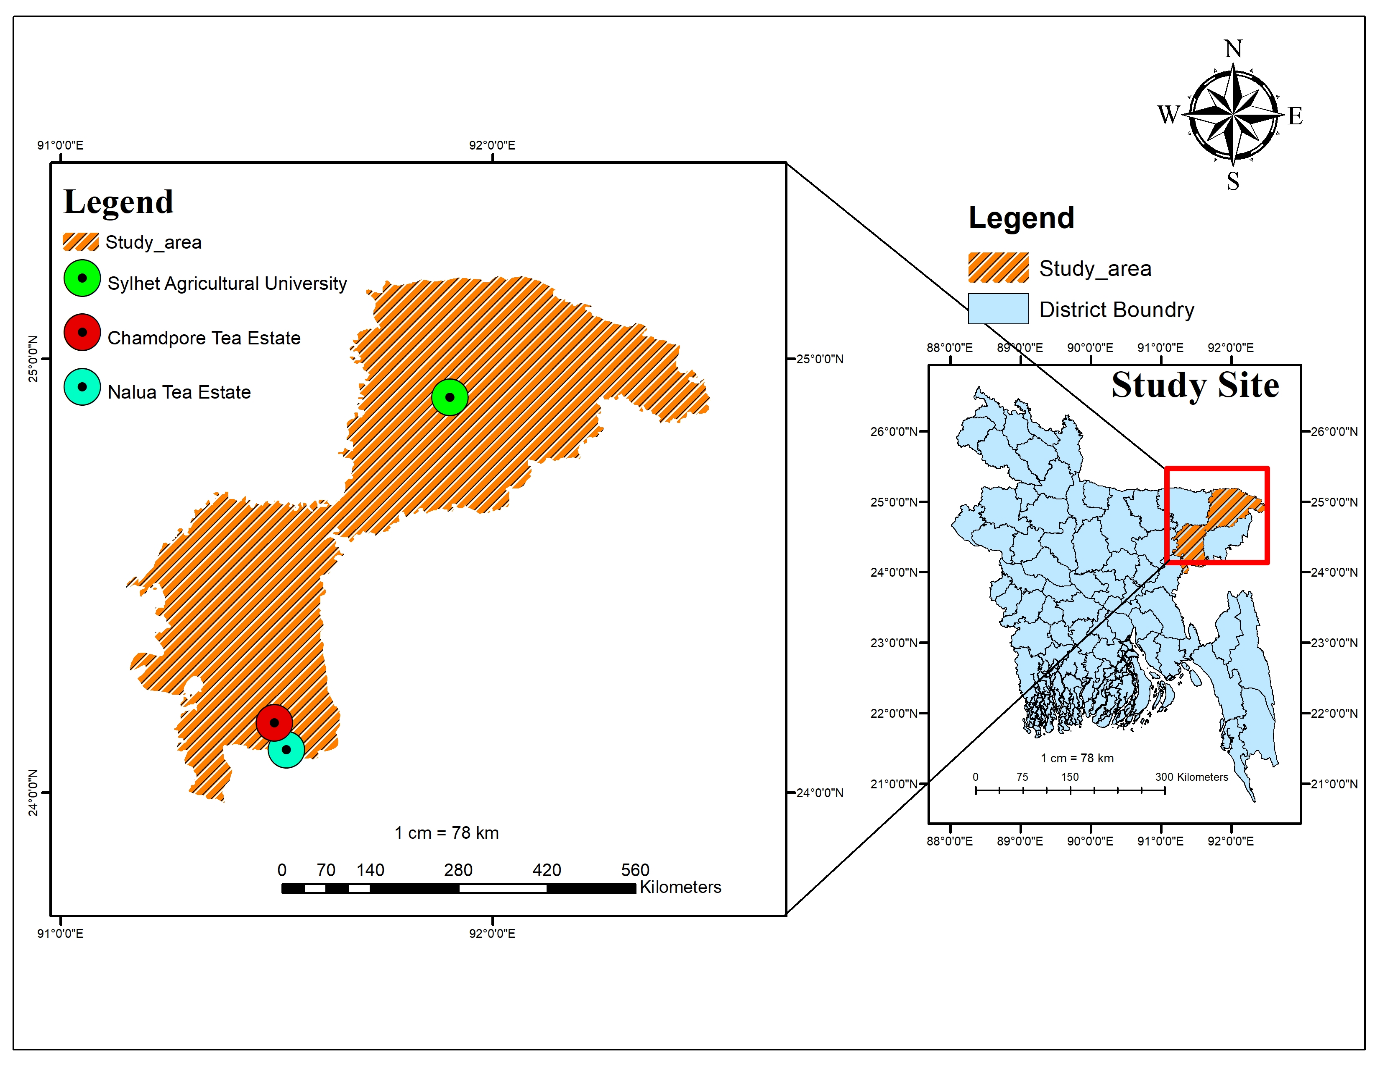 N
W
E
S
91°0'0"E
92°0'0"E
Legend
Study_area
Sylhet Agricultural University
Chamdpore Tea Estate
Nalua Tea Estate
25°0'0"N
25°0'0"N
24°0'0"N
24°0'0"N
1 cm = 78 km
0 70 140 280 420 560
Kilometers
91°0'0"E
92°0'0"E
Legend
Study_area
District Boundry
88°0'0"E 89°0'0"E 90°0'0"E 91°0'0"E 92°0'0"E
Study Site
26°0'0"N
26°0'0"N
25°0'0"N
25°0'0"N
24°0'0"N
24°0'0"N
23°0'0"N
23°0'0"N
22°0'0"N
22°0'0"N
21°0'0"N
21°0'0"N
1 cm = 78 km
0 75 150 300 Kilometers
88°0'0"E 89°0'0"E 90°0'0"E 91°0'0"E 92°0'0"E